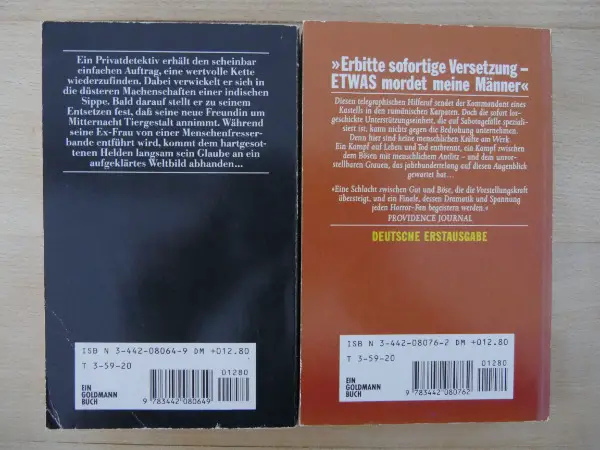 Ein Privatdetektiv erhält den scheinbar
einfachen Auftrag, eine wertvolle Kette
wiederzufinden. Dabei verwickelt er sich in
die düsteren Machenschaften einer indischen
Sippe. Bald darauf stellt er zu seinem
Entsetzen fest, daß seine neue Freundin um
Mitternacht Tiergestalt annimmt. Während
seine Ex-Frau von einer Menschenfresser-
bande entführt wird, kommt dem hartgesot-
tenen Helden langsam sein Glaube an ein
aufgeklärtes Weltbild abhanden...
ISBN 3-442-08064-9 DM +012.80
T 3-59-20
01280
EIN
GOLDMANN
BUCH
9 783442 080649
»Erbitte sofortige Versetzung –
ETWAS mordet meine Männer«
Diesen telegraphischen Hilferuf sendet der Kommandant eines
Kastells in den rumänischen Karpaten. Doch die sofort los-
geschickte Unterstützungseinheit, die auf Sabotagefälle speziali-
siert ist, kann nichts gegen die Bedrohung unternehmen.
Denn hier sind keine menschlichen Kräfte am Werk:
Ein Kampf auf Leben und Tod entbrennt, ein Kampf zwischen
dem Bösen mit menschlichem Antlitz – und dem unvor-
stellbaren Grauen, das jahrhundertelang auf diesen Augenblick
gewartet hat...
»Eine Schlacht zwischen Gut und Böse, die die Vorstellungskraft
übersteigt, und ein Finale, dessen Dramatik und Spannung
jeden Horror-Fan begeistern werden.«
PROVIDENCE JOURNAL
DEUTSCHE ERSTAUSGABE
ISBN 3-442-08076-2 DM +012.80
T 3-59-20
01280
EIN
GOLDMANN
BUCH
9 783442 080762